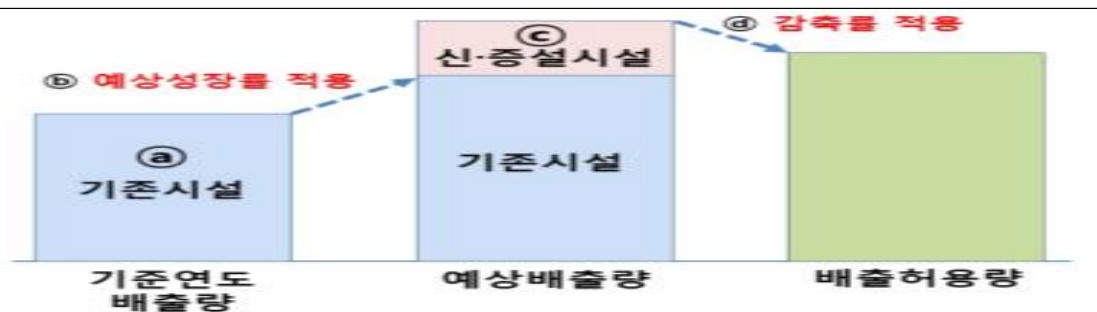 ⓒ
신·증설시설
ⓓ 감축률 적용
ⓑ 예상성장률 적용
ⓐ
기존시설
기존시설
기준연도
배출량
예상배출량
배출허용량